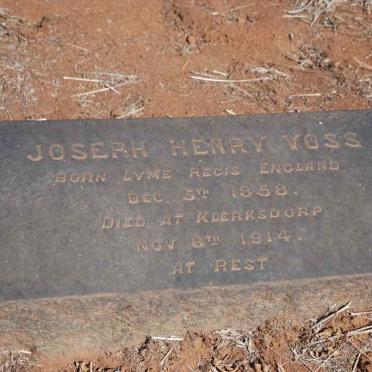 JOSEPH HENRY VOSS
BORN LYME REGIS ENGLAND
DEC. 5TH 1858.
DIED AT KLERKSDORP
NOV 8TH 1914.
AT REST